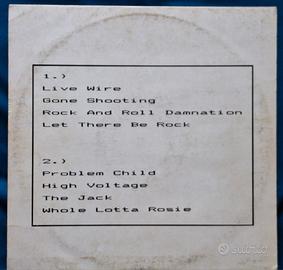 1.)
Live Wire
Gone Shooting
Rock And Roll Damnation
Let There Be Rock
2.)
Problem Child
High Voltage
The Jack
Whole Lotta Rosie
subito